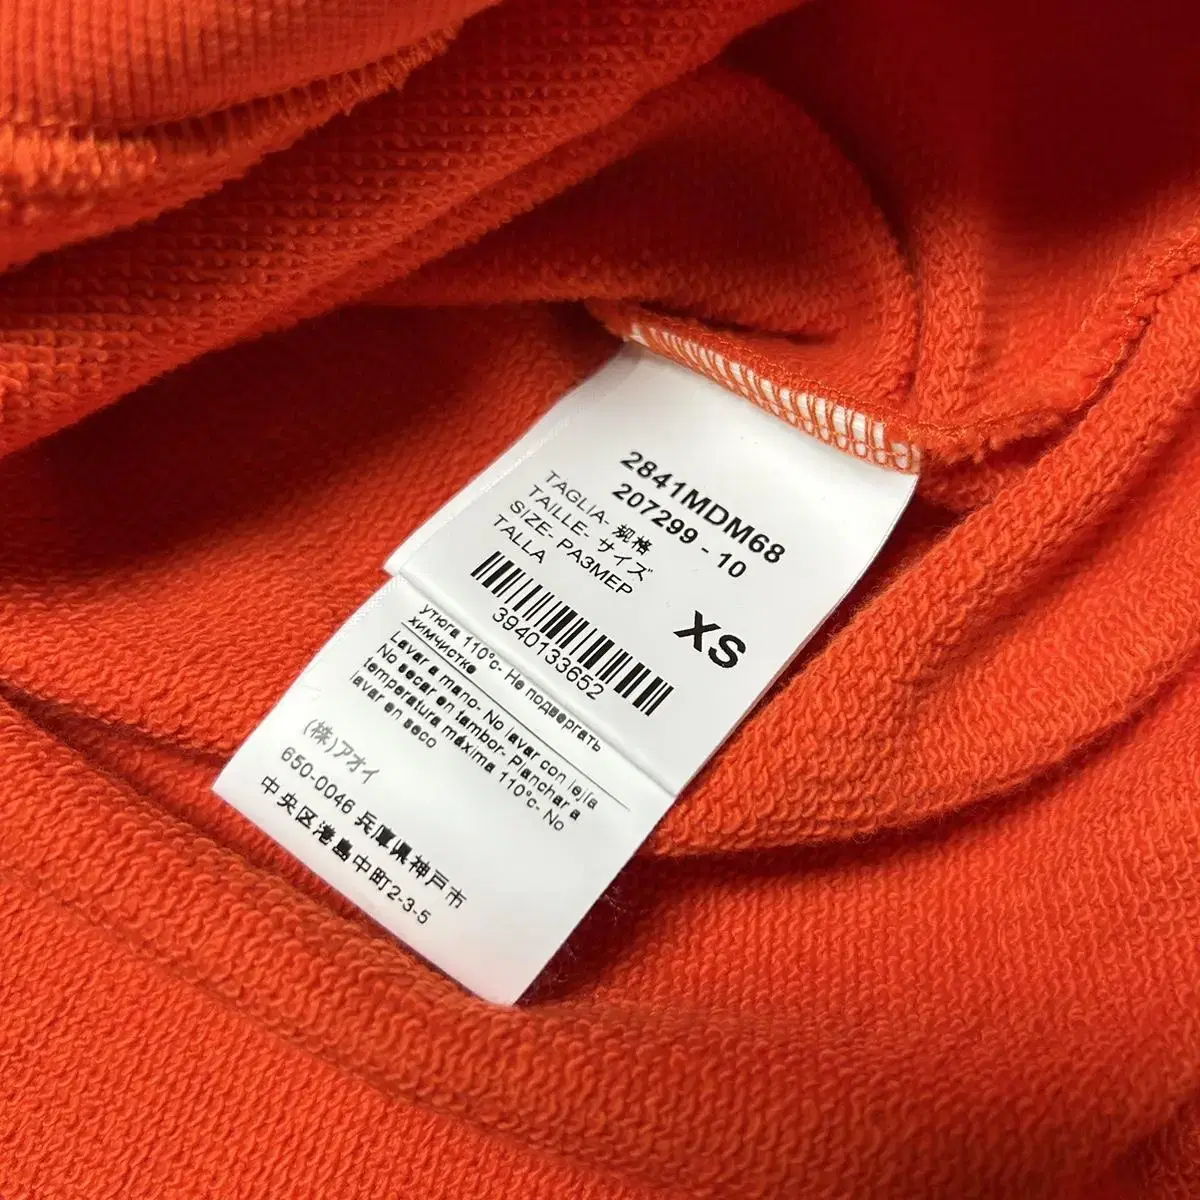 2841MDM68
207299 - 10
TAGLIA- 规格
TAILLE- サイズ
SIZE- PA3MEP
TALLA
XS
3940133652
утюга 110°c- Не подвергать
химчистке
Lavar a mano- No lavar con lejía
No secar en tambor- Planchar a
temperatura máxima 110°c- No
lavar en seco
(株)アオイ
650-0046 兵庫県神戸市
中央区港島中町2-3-5